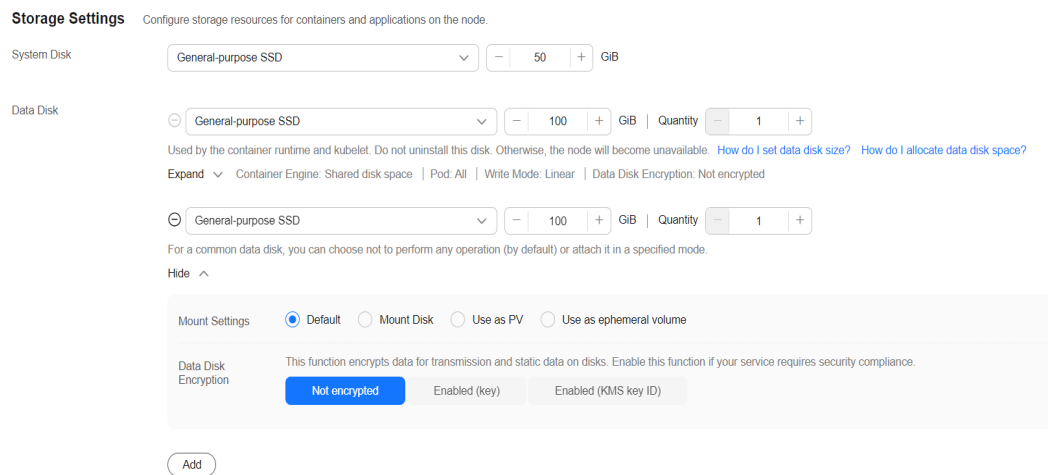 Storage Settings Configure storage resources for containers and applications on the node.
System Disk General-purpose SSD − 50 + GiB
Data Disk
General-purpose SSD − 100 + GiB | Quantity − 1 +
Used by the container runtime and kubelet. Do not uninstall this disk. Otherwise, the node will become unavailable. How do I set data disk size? How do I allocate data disk space?
Expand Container Engine: Shared disk space | Pod: All | Write Mode: Linear | Data Disk Encryption: Not encrypted
General-purpose SSD − 100 + GiB | Quantity − 1 +
For a common data disk, you can choose not to perform any operation (by default) or attach it in a specified mode.
Hide
Mount Settings Default Mount Disk Use as PV Use as ephemeral volume
Data Disk Encryption
This function encrypts data for transmission and static data on disks. Enable this function if your service requires security compliance.
Not encrypted Enabled (key) Enabled (KMS key ID)
Add